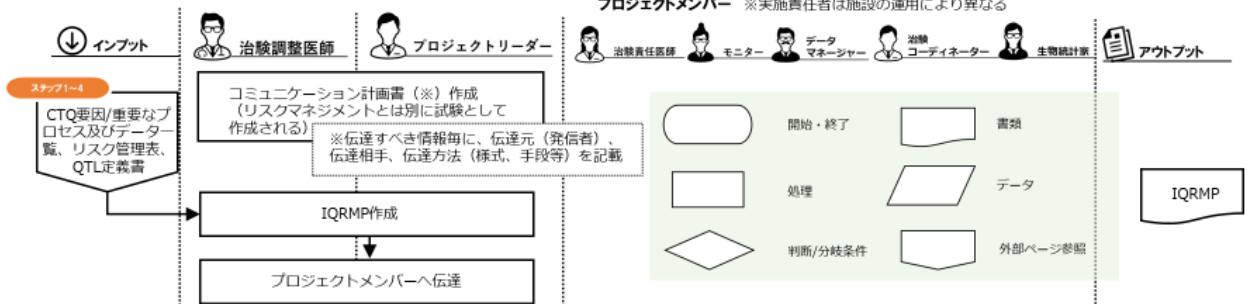 プロジェクトメンバー ※実施責任者は施設の運用により異なる
インプット
治験調整医師
プロジェクトリーダー
治験責任医師
モニター
データ
マネージャー
治験
コーディネーター
生物統計家
アウトプット
ステップ1~4
CTQ要因/重要なプ
ロセス及びデータ一
覧、リスク管理表、
QTL定義書
コミュニケーション計画書（※）作成
（リスクマネジメントとは別に試験として
作成される）
※伝達すべき情報毎に、伝達元（発信者）、
伝達相手、伝達方法（様式、手段等）を記載
IQRMP作成
プロジェクトメンバーへ伝達
開始・終了
書類
処理
データ
判断/分岐条件
外部ページ参照
IQRMP